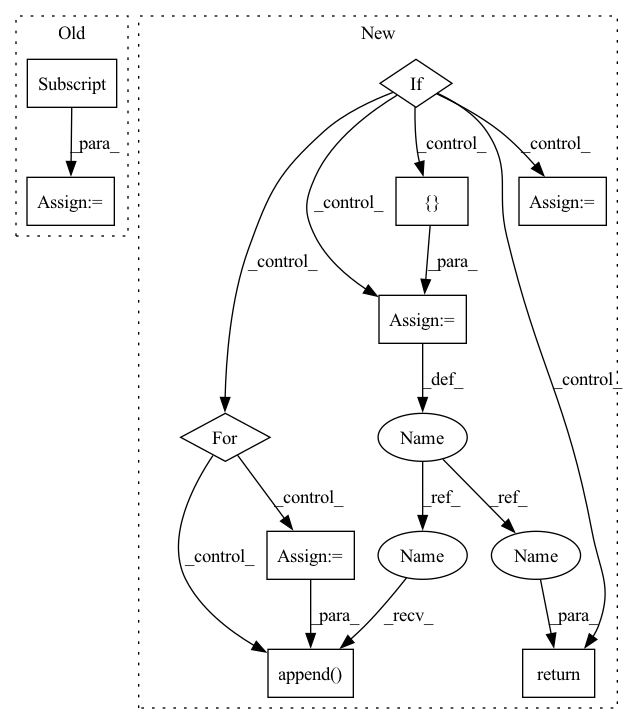 Old
New
Subscript
If
_para_
_control_
_control_
Assign:=
{}
Assign:=
_control_
_control_
_para_
Assign:=
_def_
_control_
For
Name
_control_
_ref_
_ref_
_control_
Assign:=
Name
Name
_para_
_recv_
_para_
append()
return